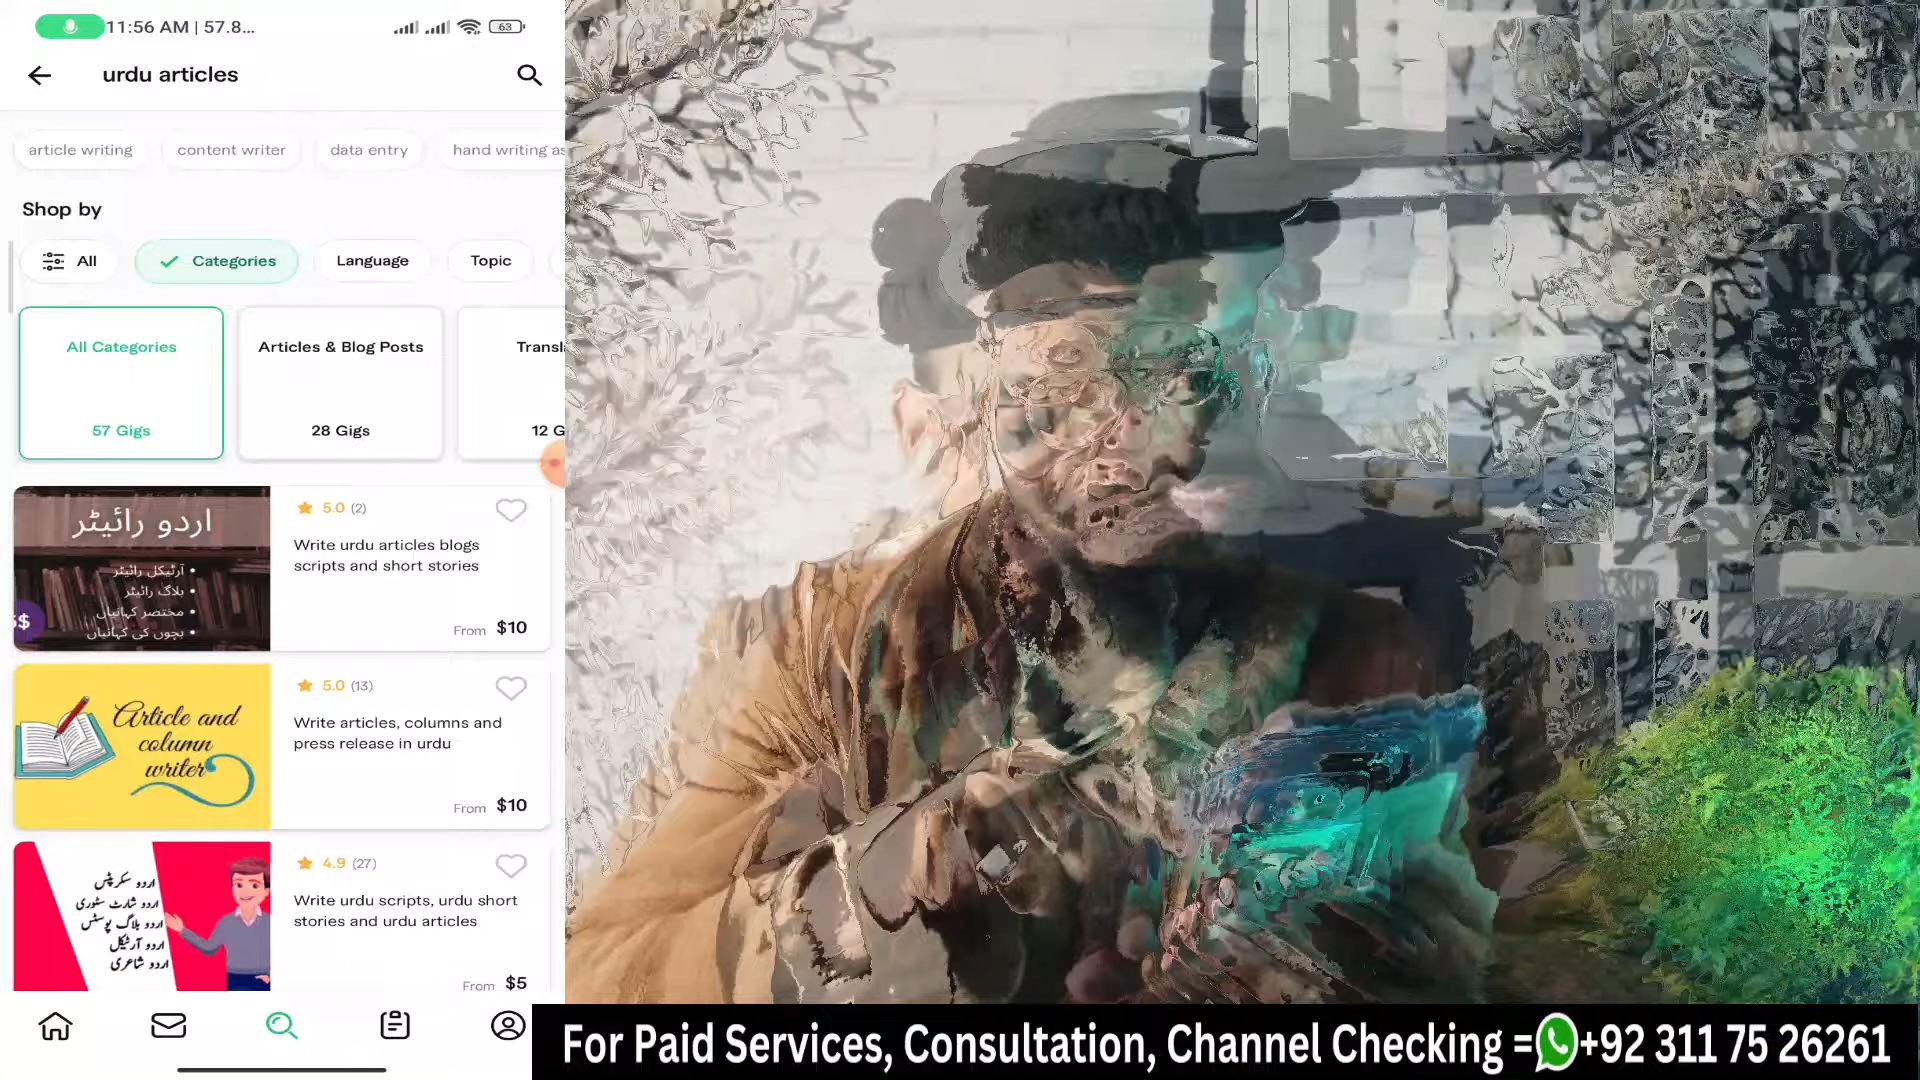 11:56 AM | 57.8...
63
urdu articles
article writing
content writer
data entry
hand writing as
Shop by
All
Categories
Language
Topic
All Categories
57 Gigs
Articles & Blog Posts
28 Gigs
Transl
12 G
اردو رائیٹر
• آرٹیکل رائیٹر
• بلاگ رائیٹر
• مختصر کہانیاں
• بچوں کی کہانیاں
5$
5.0 (2)
Write urdu articles blogs
scripts and short stories
From $10
Article and
column
writer
5.0 (13)
Write articles, columns and
press release in urdu
From $10
اردو سکرپٹس
اردو شارٹ سٹوری
اردو بلاگ پوسٹس
اردو آرٹیکل
اردو شاعری
4.9 (27)
Write urdu scripts, urdu short
stories and urdu articles
From $5
For Paid Services, Consultation, Channel Checking = +92 311 75 26261